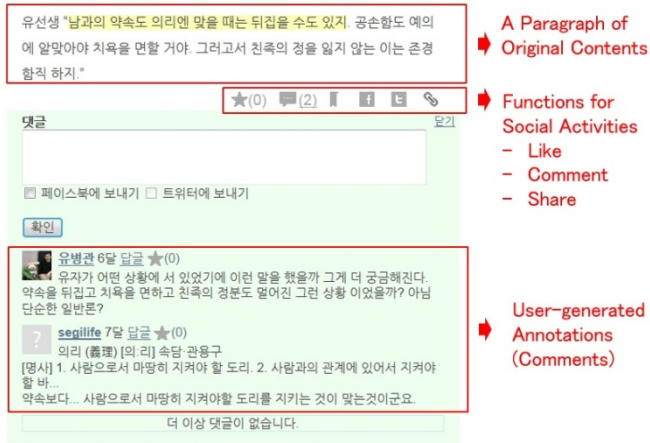 유선생 "남과의 약속도 의리엔 맞을 때는 뒤집을 수도 있지. 공손함도 예의
에 알맞아야 치욕을 면할 거야. 그러고서 친족의 정을 잃지 않는 이는 존경
함직 하지."
A Paragraph of
Original Contents
(0) (2)
Functions for
Social Activities
- Like
- Comment
- Share
댓글 닫기
페이스북에 보내기 트위터에 보내기
확인
유병관 6달 답글 (0)
유자가 어떤 상황에 서 있었기에 이런 말을 했을까 그게 더 궁금해진다.
약속을 뒤집고 치욕을 면하고 친족의 정분도 멀어진 그런 상황 이었을까? 아님
단순한 일반론?
segilife 7달 답글 (0)
의리 (義理) [의:리] 속담·관용구
[명사] 1. 사람으로서 마땅히 지켜야 할 도리. 2. 사람과의 관계에 있어서 지켜야
할 바...
약속보다... 사람으로서 마땅히 지켜야할도리를 지키는 것이 맞는것이군요.
User-generated
Annotations
(Comments)
더 이상 댓글이 없습니다.